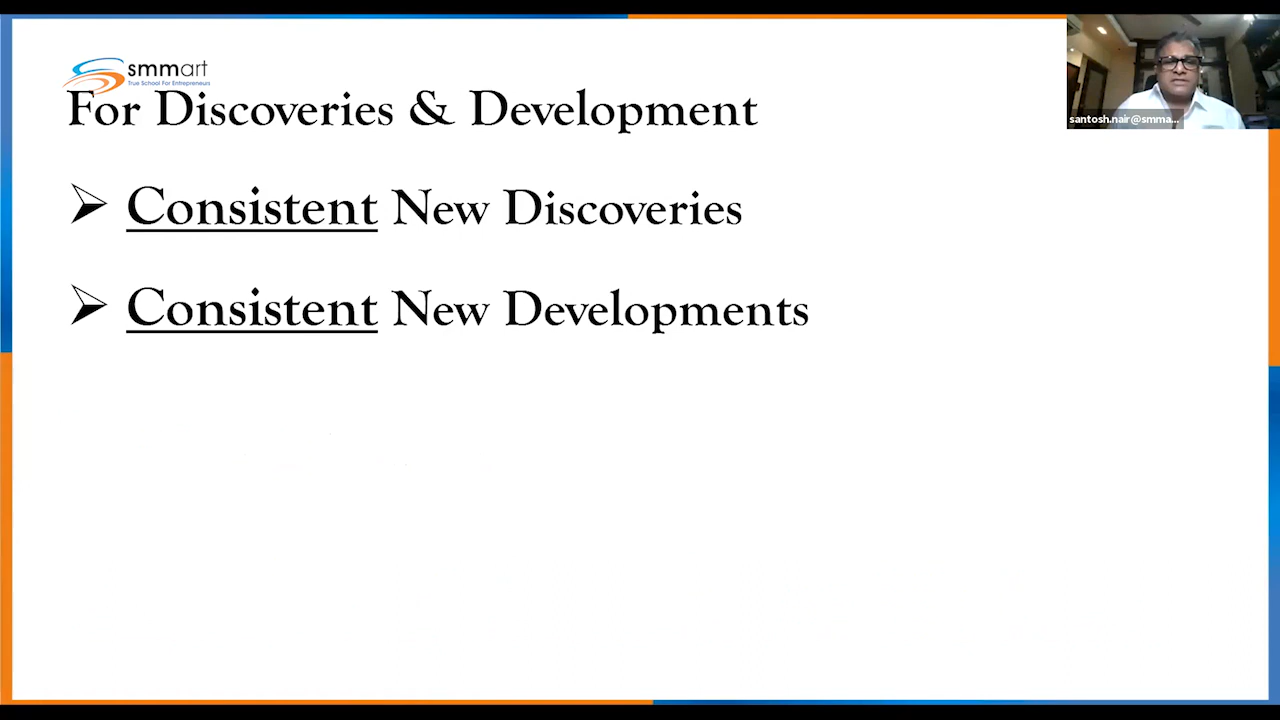 smmart
True School For Entrepreneurs
For Discoveries & Development
Consistent New Discoveries
Consistent New Developments
santosh.nair@smma...